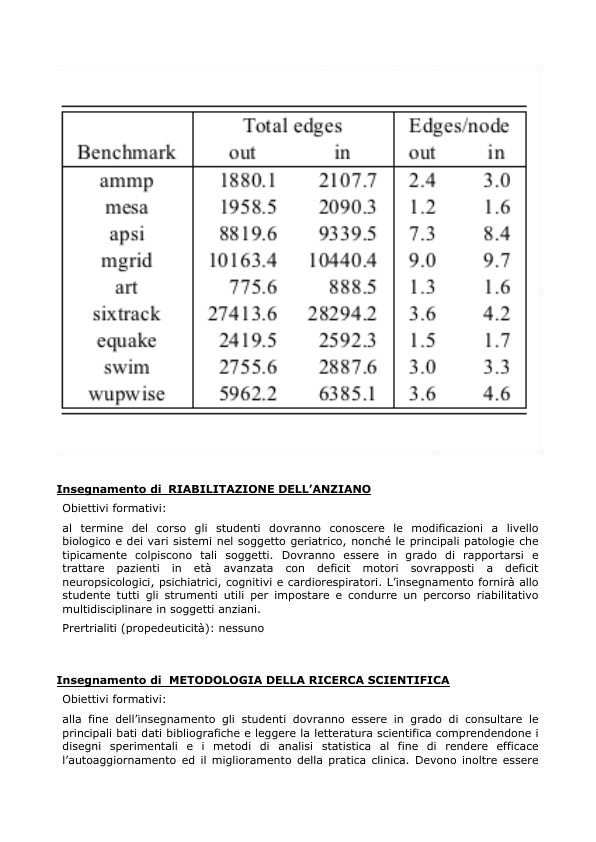 Total edges Edges/node
Benchmark out in out in
ammp 1880.1 2107.7 2.4 3.0
mesa 1958.5 2090.3 1.2 1.6
apsi 8819.6 9339.5 7.3 8.4
mgrid 10163.4 10440.4 9.0 9.7
art 775.6 888.5 1.3 1.6
sixtrack 27413.6 28294.2 3.6 4.2
equake 2419.5 2592.3 1.5 1.7
swim 2755.6 2887.6 3.0 3.3
wupwise 5962.2 6385.1 3.6 4.6
Insegnamento di RIABILITAZIONE DELL’ANZIANO
Obiettivi formativi:
al termine del corso gli studenti dovranno conoscere le modificazioni a livello
biologico e dei vari sistemi nel soggetto geriatrico, nonché le principali patologie che
tipicamente colpiscono tali soggetti. Dovranno essere in grado di rapportarsi e
trattare pazienti in età avanzata con deficit motori sovrapposti a deficit
neuropsicologici, psichiatrici, cognitivi e cardiorespiratori. L’insegnamento fornirà allo
studente tutti gli strumenti utili per impostare e condurre un percorso riabilitativo
multidisciplinare in soggetti anziani.
Prertrialiti (propedeuticità): nessuno
Insegnamento di METODOLOGIA DELLA RICERCA SCIENTIFICA
Obiettivi formativi:
alla fine dell’insegnamento gli studenti dovranno essere in grado di consultare le
principali bati dati bibliografiche e leggere la letteratura scientifica comprendendone i
disegni sperimentali e i metodi di analisi statistica al fine di rendere efficace
l’autoaggiornamento ed il miglioramento della pratica clinica. Devono inoltre essere